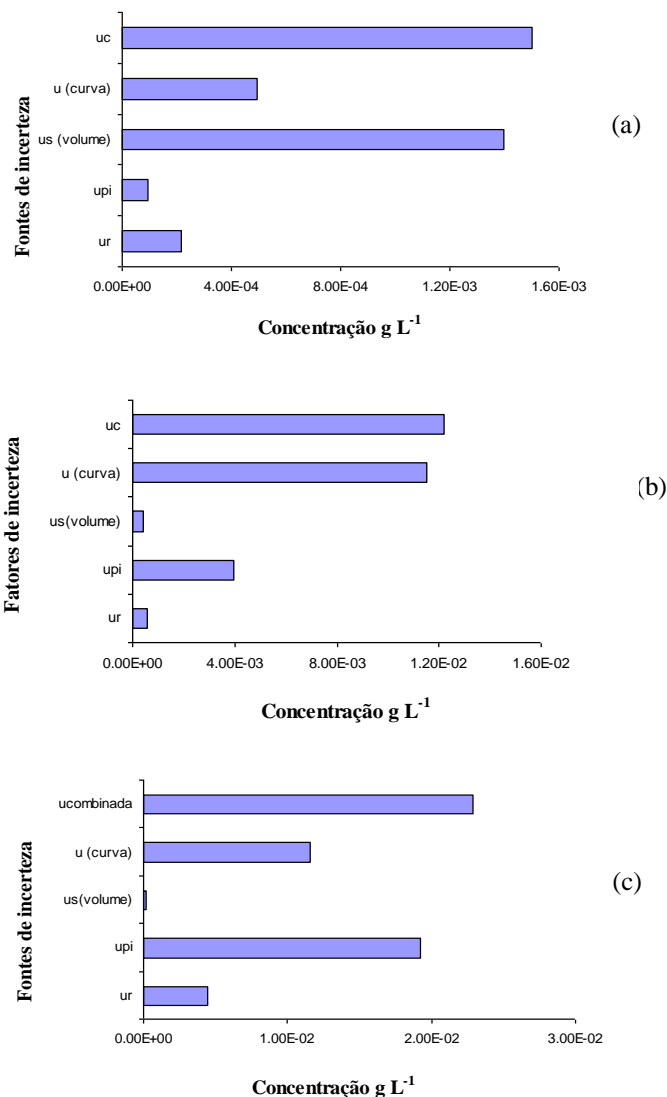 uc
u (curva)
us (volume)
upi
ur
Fontes de incerteza
0.00E+00 4.00E-04 8.00E-04 1.20E-03 1.60E-03
Concentração g L-1
(a)
uc
u (curva)
us(volume)
upi
ur
Fatores de incerteza
0.00E+00 4.00E-03 8.00E-03 1.20E-02 1.60E-02
Concentração g L-1
(b)
ucombinada
u (curva)
us(volume)
upi
ur
Fontes de incerteza
0.00E+00 1.00E-02 2.00E-02 3.00E-02
Concentração g L-1
(c)